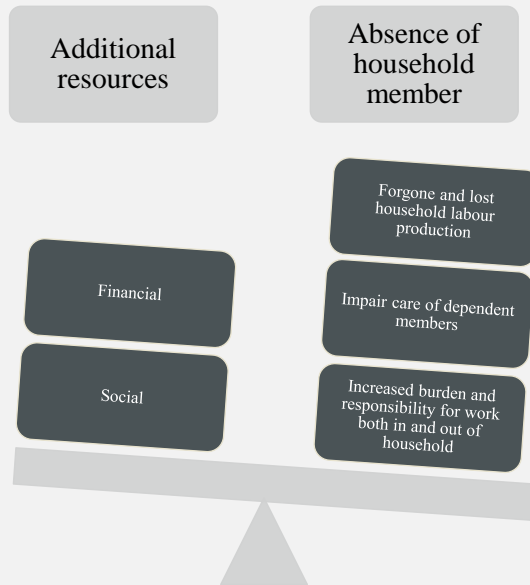 Additional
resources
Absence of
household
member
Financial
Social
Forgone and lost
household labour
production
Impair care of dependent
members
Increased burden and
responsibility for work
both in and out of
household